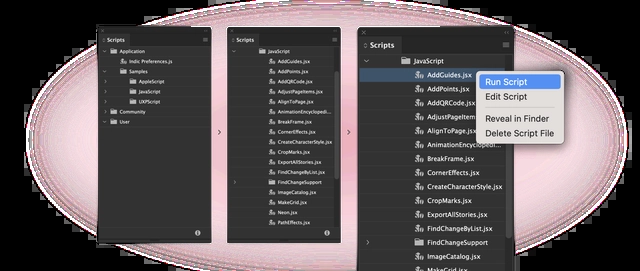 Scripts
Application
Indic Preferences.js
Samples
AppleScript
JavaScript
UXPScript
Community
User
Scripts
JavaScript
AddGuides.jsx
AddPoints.jsx
AddQRCode.jsx
AdjustPageItems.jsx
AlignToPage.jsx
AnimationEncyclopedi...
BreakFrame.jsx
CornerEffects.jsx
CreateCharacterStyle.jsx
CropMarks.jsx
ExportAllStories.jsx
FindChangeByList.jsx
FindChangeSupport
ImageCatalog.jsx
MakeGrid.jsx
Neon.jsx
PathEffects.jsx
Scripts
JavaScript
AddGuides.jsx
AddPoints.jsx
AddQRCode.jsx
AdjustPageItem
AlignToPage.jsx
AnimationEncyclopedi...
BreakFrame.jsx
CornerEffects.jsx
CreateCharacterStyle.jsx
CropMarks.jsx
ExportAllStories.jsx
FindChangeByList.jsx
FindChangeSupport
ImageCatalog.jsx
MakeGrid.jsx
Run Script
Edit Script
Reveal in Finder
Delete Script File